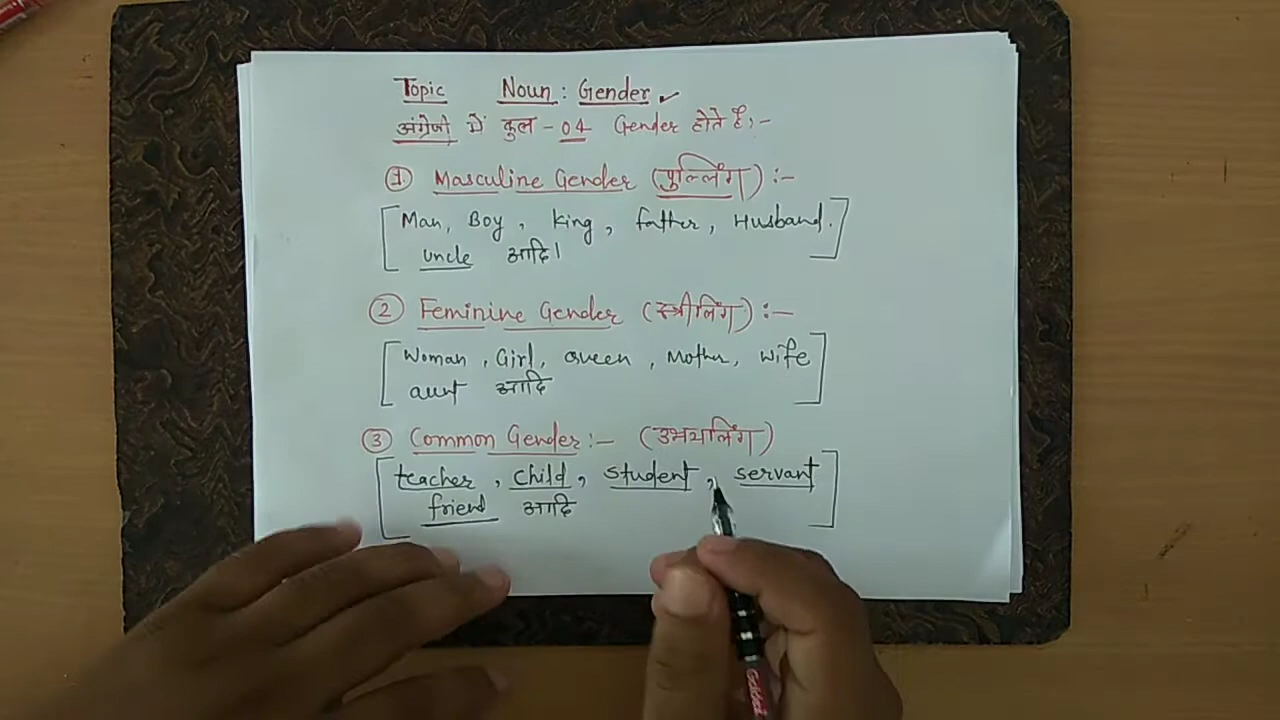 Topic Noun : Gender ✓
अंग्रेजी में कुल - 04 Gender होते है :-
① Masculine Gender (पुल्लिंग) :-
[Man, Boy, King, father, Husband.
uncle आदि।]
② Feminine Gender (स्त्रीलिंग) :-
[Woman, Girl, Queen, Mother, Wife
aunt आदि]
③ Common Gender :- (उभयलिंग)
[teacher, child, student, servant
friend आदि]